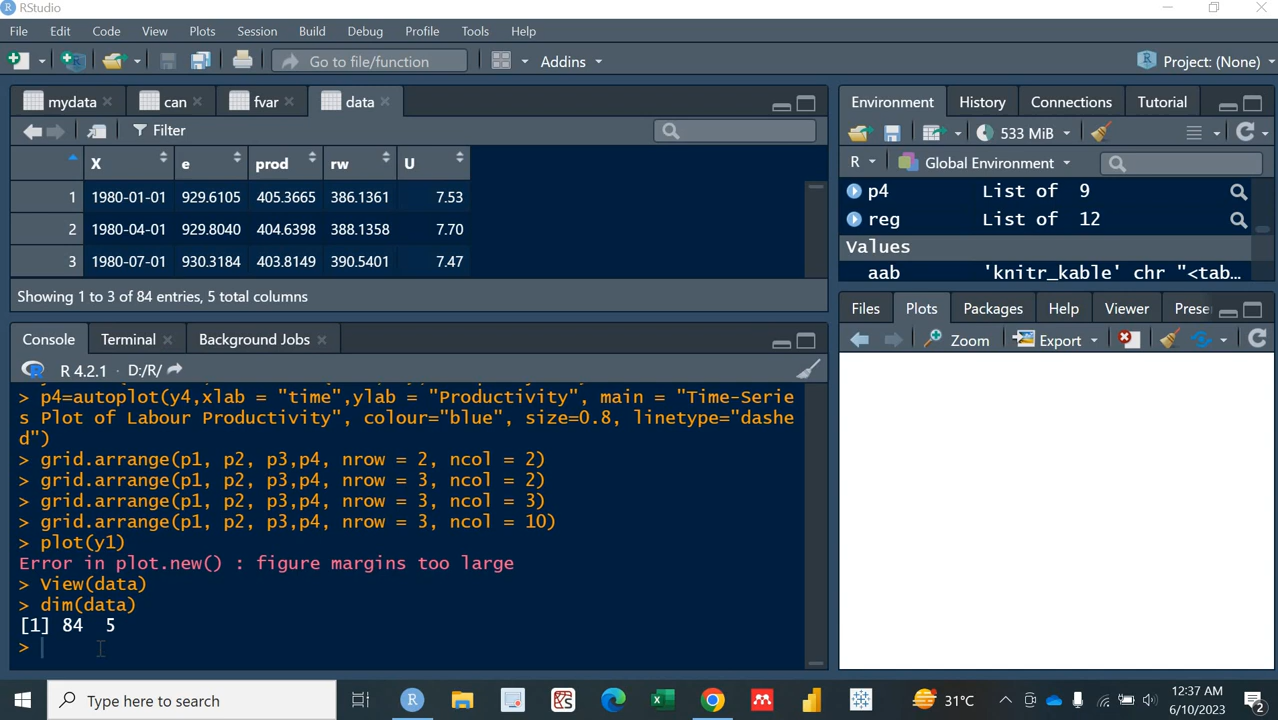 RStudio
File Edit Code View Plots Session Build Debug Profile Tools Help
Go to file/function Addins Project: (None)
mydata can fvar data
Filter
X e prod rw U
1 1980-01-01 929.6105 405.3665 386.1361 7.53
2 1980-04-01 929.8040 404.6398 388.1358 7.70
3 1980-07-01 930.3184 403.8149 390.5401 7.47
Showing 1 to 3 of 84 entries, 5 total columns
Console Terminal Background Jobs
R 4.2.1 · D:/R/
> p4=autoplot(y4,xlab = "time",ylab = "Productivity", main = "Time-Serie
s Plot of Labour Productivity", colour="blue", size=0.8, linetype="dashe
d")
> grid.arrange(p1, p2, p3,p4, nrow = 2, ncol = 2)
> grid.arrange(p1, p2, p3,p4, nrow = 3, ncol = 2)
> grid.arrange(p1, p2, p3,p4, nrow = 3, ncol = 3)
> grid.arrange(p1, p2, p3,p4, nrow = 3, ncol = 10)
> plot(y1)
Error in plot.new() : figure margins too large
> View(data)
> dim(data)
[1] 84 5
>
Environment History Connections Tutorial
533 MiB
R Global Environment
p4 List of 9
reg List of 12
Values
aab 'knitr_kable' chr "<tab…
Files Plots Packages Help Viewer Prese
Zoom Export
Type here to search
31°C
12:37 AM
6/10/2023
2